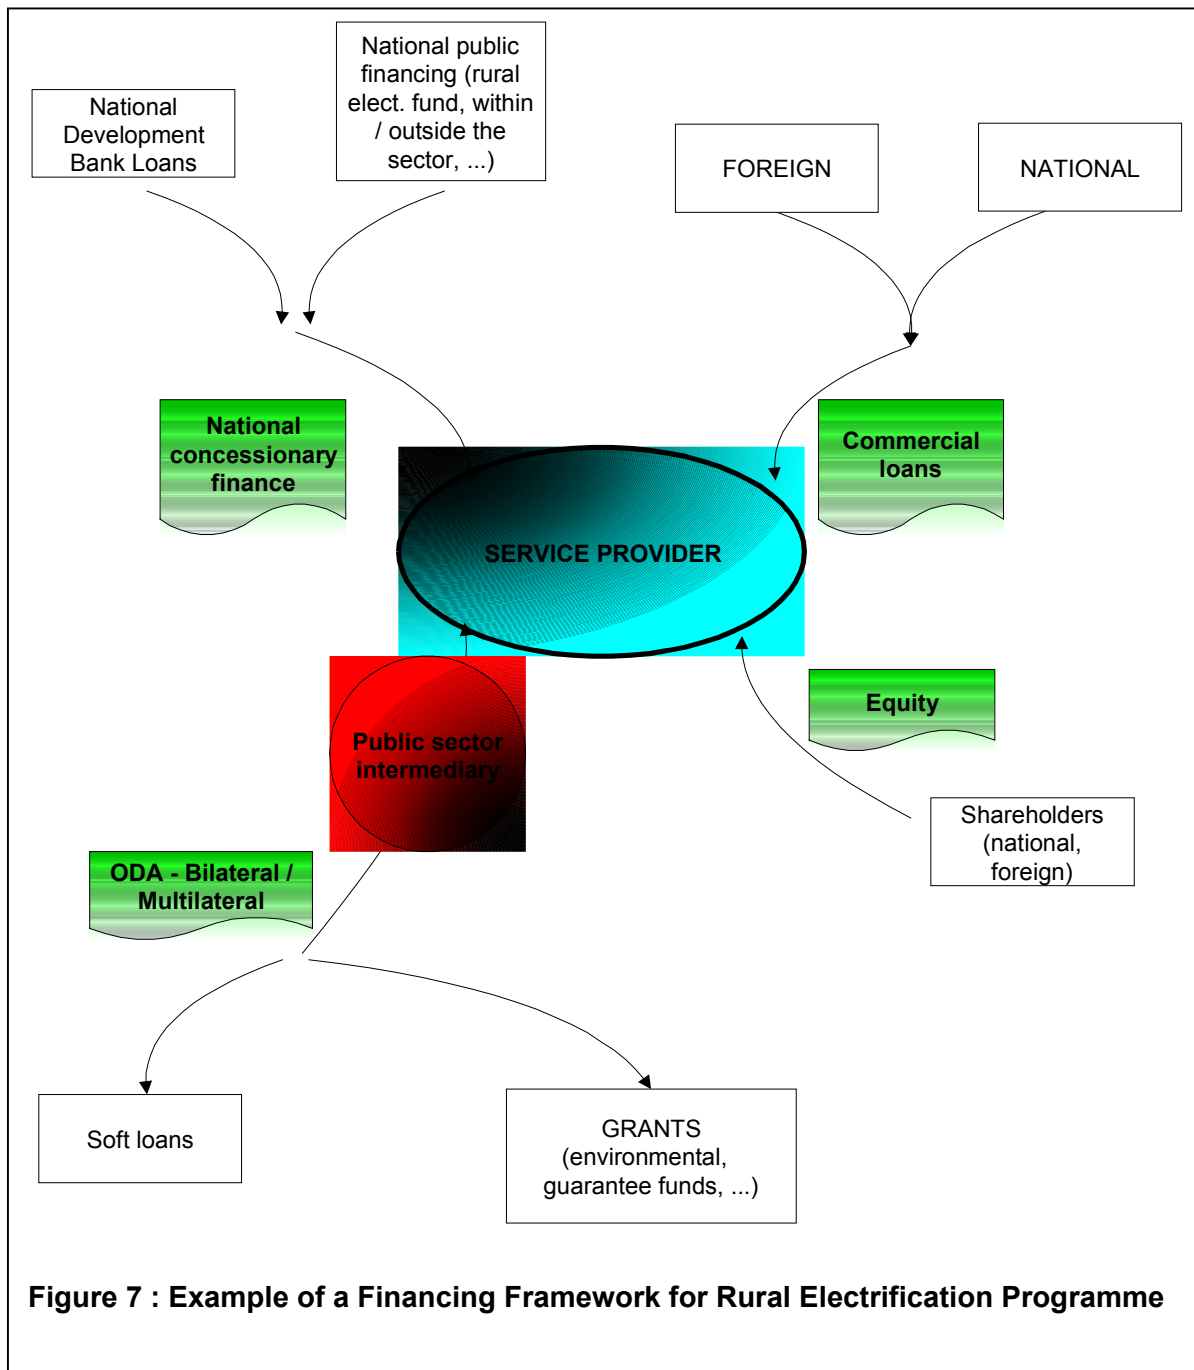 National
Development
Bank Loans
National public
financing (rural
elect. fund, within
/ outside the
sector, ...)
FOREIGN
NATIONAL
National
concessionary
finance
Commercial
loans
SERVICE PROVIDER
Public sector
intermediary
Equity
Shareholders
(national,
foreign)
ODA - Bilateral /
Multilateral
Soft loans
GRANTS
(environmental,
guarantee funds, ...)
Figure 7 : Example of a Financing Framework for Rural Electrification Programme